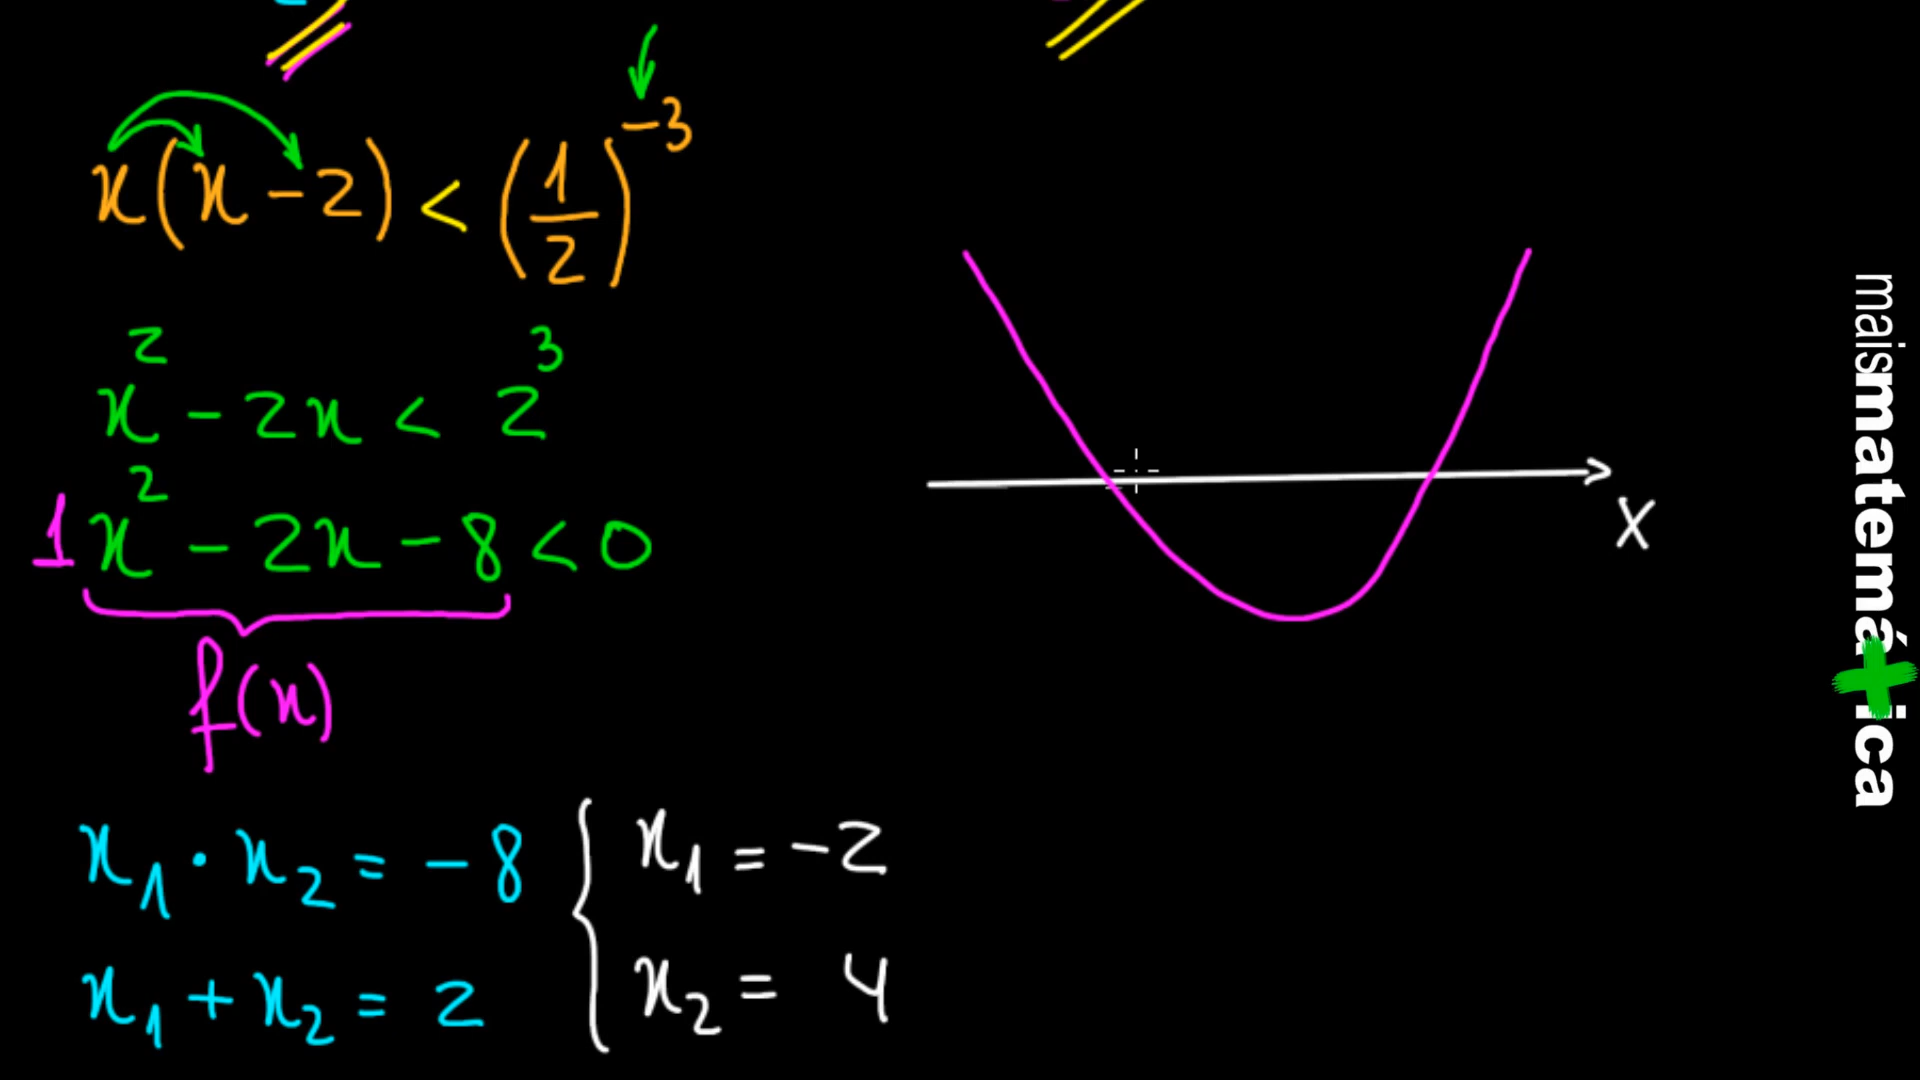 x(x-2) < (1/2)^-3
x² - 2x < 2³
1x² - 2x - 8 < 0
f(x)
x₁ · x₂ = -8
x₁ + x₂ = 2
x₁ = -2
x₂ = 4
X
maismatemática